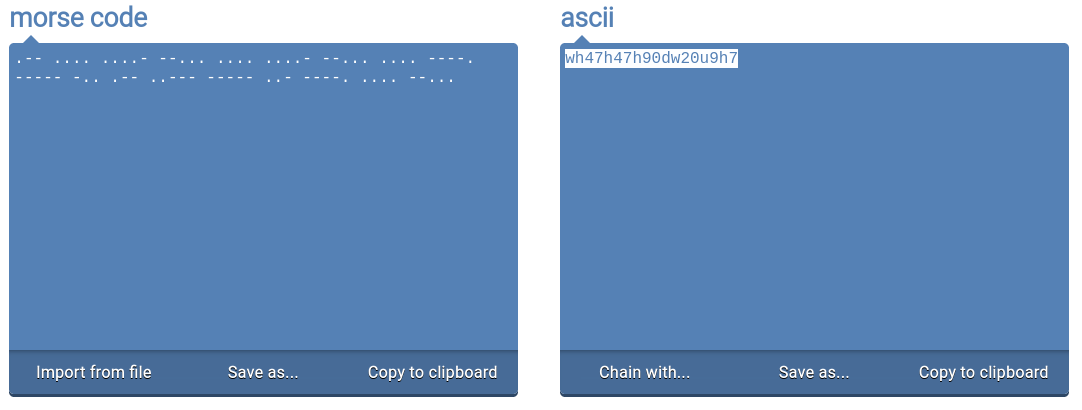 morse code
.-- .... ....- --... .... ....- --... .... ----.
----- -.. .-- ..--- ----- ..- ----. .... --...
Import from file
Save as...
Copy to clipboard
ascii
wh47h47h90dw20u9h7
Chain with...
Save as...
Copy to clipboard